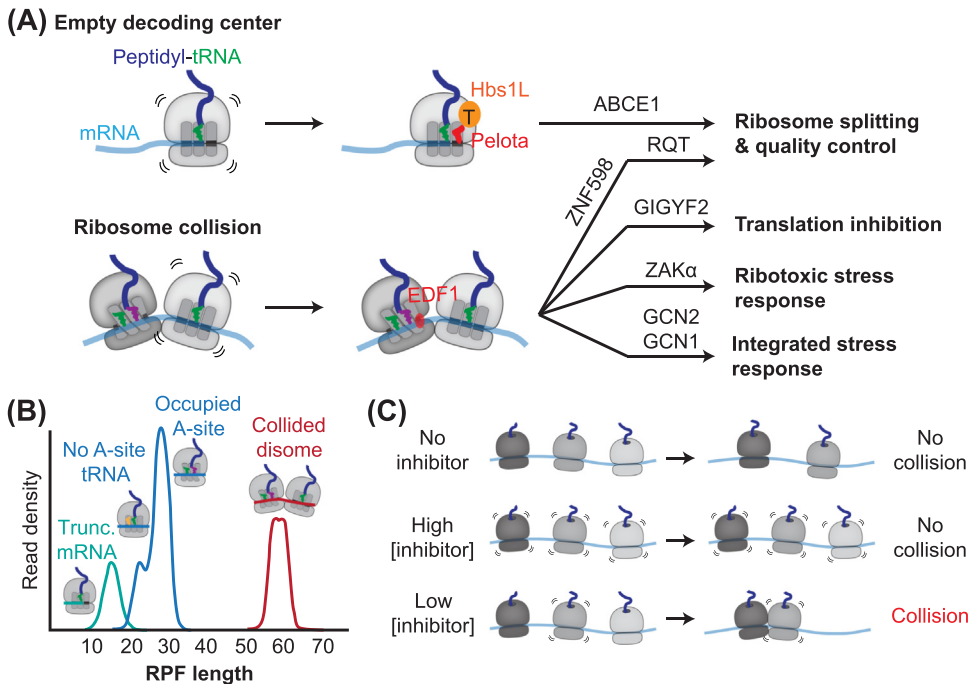 (A) Empty decoding center
Peptidyl-tRNA
mRNA
Hbs1L
T
Pelota
ABCE1
RQT
ZNF598
Ribosome splitting
& quality control
GIGYF2
Translation inhibition
Ribosome collision
EDF1
ZAKα
Ribotoxic stress
response
GCN2
GCN1
Integrated stress
response
(B)
Occupied
A-site
No A-site
tRNA
Collided
disome
Trunc.
mRNA
Read density
10 20 30 40 50 60 70
RPF length
(C)
No
inhibitor
No
collision
High
[inhibitor]
No
collision
Low
[inhibitor]
Collision